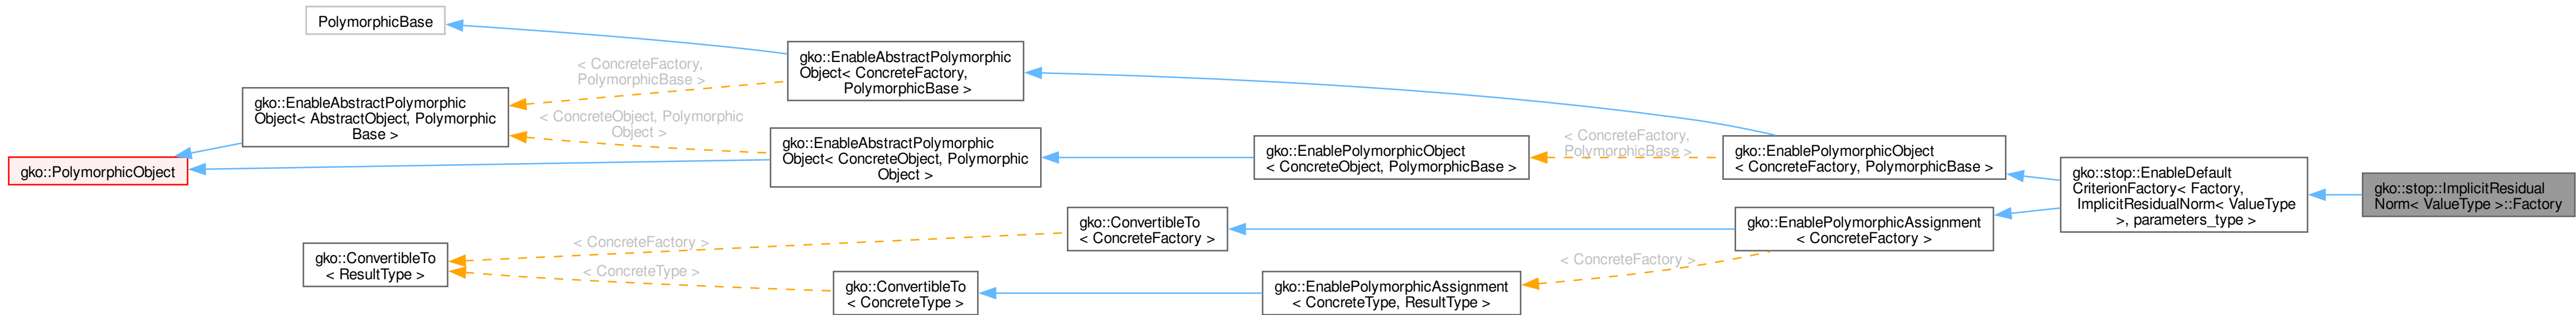 PolymorphicBase
gko::EnableAbstractPolymorphic
Object< ConcreteFactory,
PolymorphicBase >
< ConcreteFactory,
PolymorphicBase >
gko::EnableAbstractPolymorphic
Object< AbstractObject, Polymorphic
Base >
< ConcreteObject, Polymorphic
Object >
gko::EnableAbstractPolymorphic
Object< ConcreteObject, Polymorphic
Object >
gko::EnablePolymorphicObject
< ConcreteObject, PolymorphicBase >
< ConcreteFactory,
PolymorphicBase >
gko::EnablePolymorphicObject
< ConcreteFactory, PolymorphicBase >
gko::PolymorphicObject
gko::stop::EnableDefault
CriterionFactory< Factory,
ImplicitResidualNorm< ValueType
>, parameters_type >
gko::stop::ImplicitResidual
Norm< ValueType >::Factory
gko::ConvertibleTo
< ConcreteFactory >
gko::EnablePolymorphicAssignment
< ConcreteFactory >
< ConcreteFactory >
gko::ConvertibleTo
< ResultType >
< ConcreteType >
gko::ConvertibleTo
< ConcreteType >
gko::EnablePolymorphicAssignment
< ConcreteType, ResultType >
< ConcreteFactory >